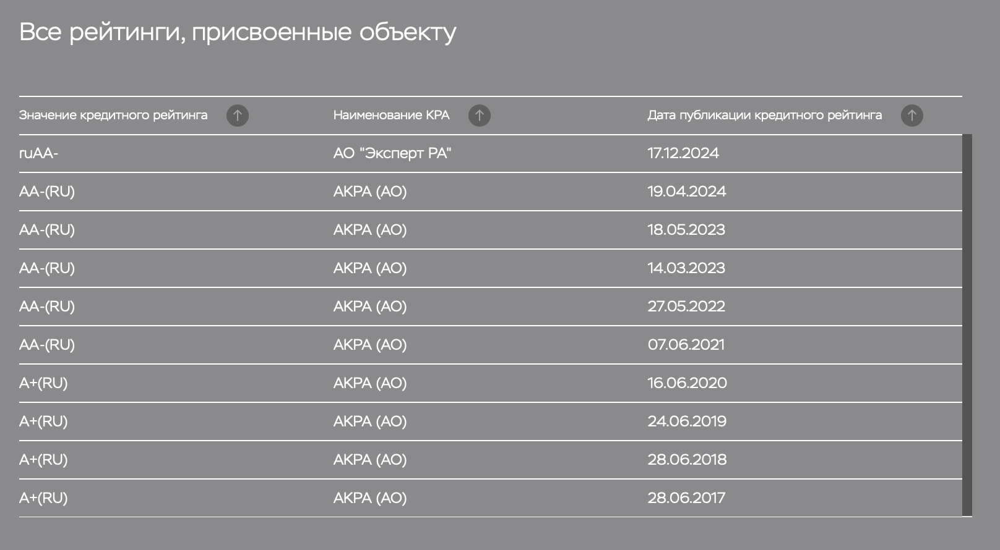 Все рейтинги, присвоенные объекту
Значение кредитного рейтинга Наименование КРА Дата публикации кредитного рейтинга
ruAA- АО "Эксперт РА" 17.12.2024
AA-(RU) АКРА (АО) 19.04.2024
AA-(RU) АКРА (АО) 18.05.2023
AA-(RU) АКРА (АО) 14.03.2023
AA-(RU) АКРА (АО) 27.05.2022
AA-(RU) АКРА (АО) 07.06.2021
A+(RU) АКРА (АО) 16.06.2020
A+(RU) АКРА (АО) 24.06.2019
A+(RU) АКРА (АО) 28.06.2018
A+(RU) АКРА (АО) 28.06.2017